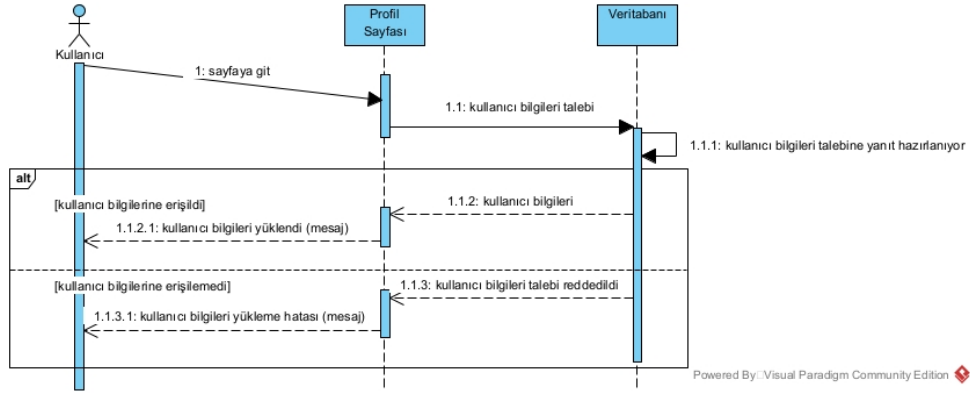 Profil
Sayfası
Veritabanı
Kullanıcı
1: sayfaya git
1.1: kullanıcı bilgileri talebi
1.1.1: kullanıcı bilgileri talebine yanıt hazırlanıyor
alt
[kullanıcı bilgilerine erişildi]
1.1.2: kullanıcı bilgileri
1.1.2.1: kullanıcı bilgileri yüklendi (mesaj)
[kullanıcı bilgilerine erişilemedi]
1.1.3: kullanıcı bilgileri talebi reddedildi
1.1.3.1: kullanıcı bilgileri yükleme hatası (mesaj)
Powered By Visual Paradigm Community Edition